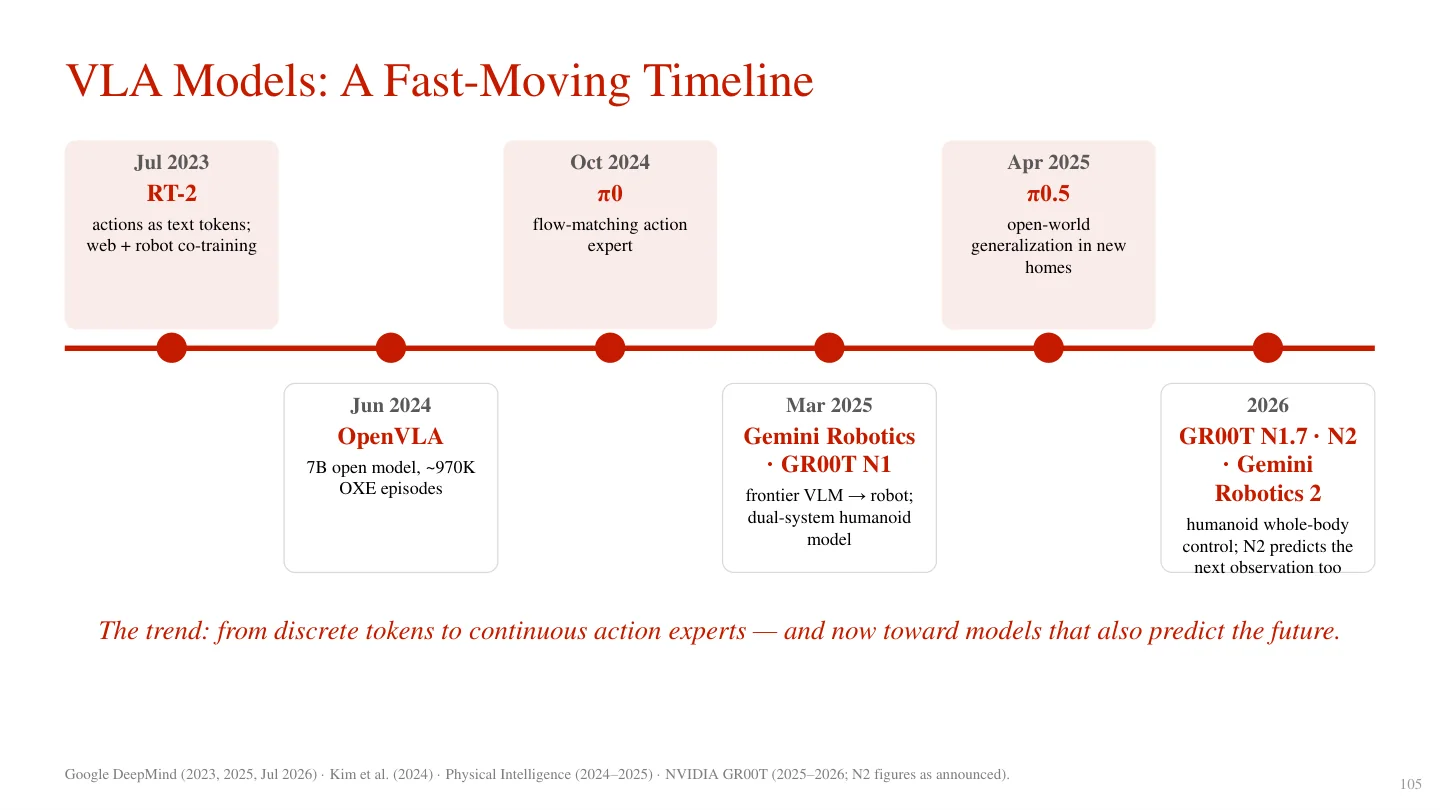 VLA Models: A Fast-Moving Timeline
Jul 2023
RT-2
actions as text tokens;
web + robot co-training
Oct 2024
π0
flow-matching action
expert
Apr 2025
π0.5
open-world
generalization in new
homes
Jun 2024
OpenVLA
7B open model, ~970K
OXE episodes
Mar 2025
Gemini Robotics
· GR00T N1
frontier VLM → robot;
dual-system humanoid
model
2026
GR00T N1.7 · N2
· Gemini
Robotics 2
humanoid whole-body
control; N2 predicts the
next observation too
The trend: from discrete tokens to continuous action experts — and now toward models that also predict the future.
Google DeepMind (2023, 2025, Jul 2026) · Kim et al. (2024) · Physical Intelligence (2024–2025) · NVIDIA GR00T (2025–2026; N2 figures as announced).
105